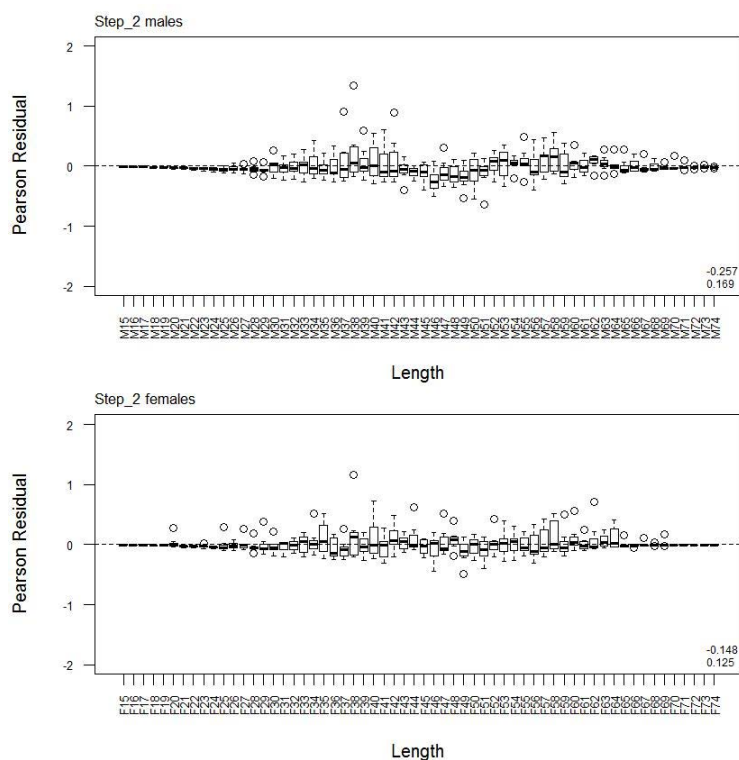 Step_2 males
Pearson Residual
2
1
0
-1
-2
-0.257
0.169
M15 M16 M17 M18 M19 M20 M21 M22 M23 M24 M25 M26 M27 M28 M29 M30 M31 M32 M33 M34 M35 M36 M37 M38 M39 M40 M41 M42 M43 M44 M45 M46 M47 M48 M49 M50 M51 M52 M53 M54 M55 M56 M57 M58 M59 M60 M61 M62 M63 M64 M65 M66 M67 M68 M69 M70 M71 M72 M73 M74
Length
Step_2 females
Pearson Residual
2
1
0
-1
-2
-0.148
0.125
F15 F16 F17 F18 F19 F20 F21 F22 F23 F24 F25 F26 F27 F28 F29 F30 F31 F32 F33 F34 F35 F36 F37 F38 F39 F40 F41 F42 F43 F44 F45 F46 F47 F48 F49 F50 F51 F52 F53 F54 F55 F56 F57 F58 F59 F60 F61 F62 F63 F64 F65 F66 F67 F68 F69 F70 F71 F72 F73 F74
Length